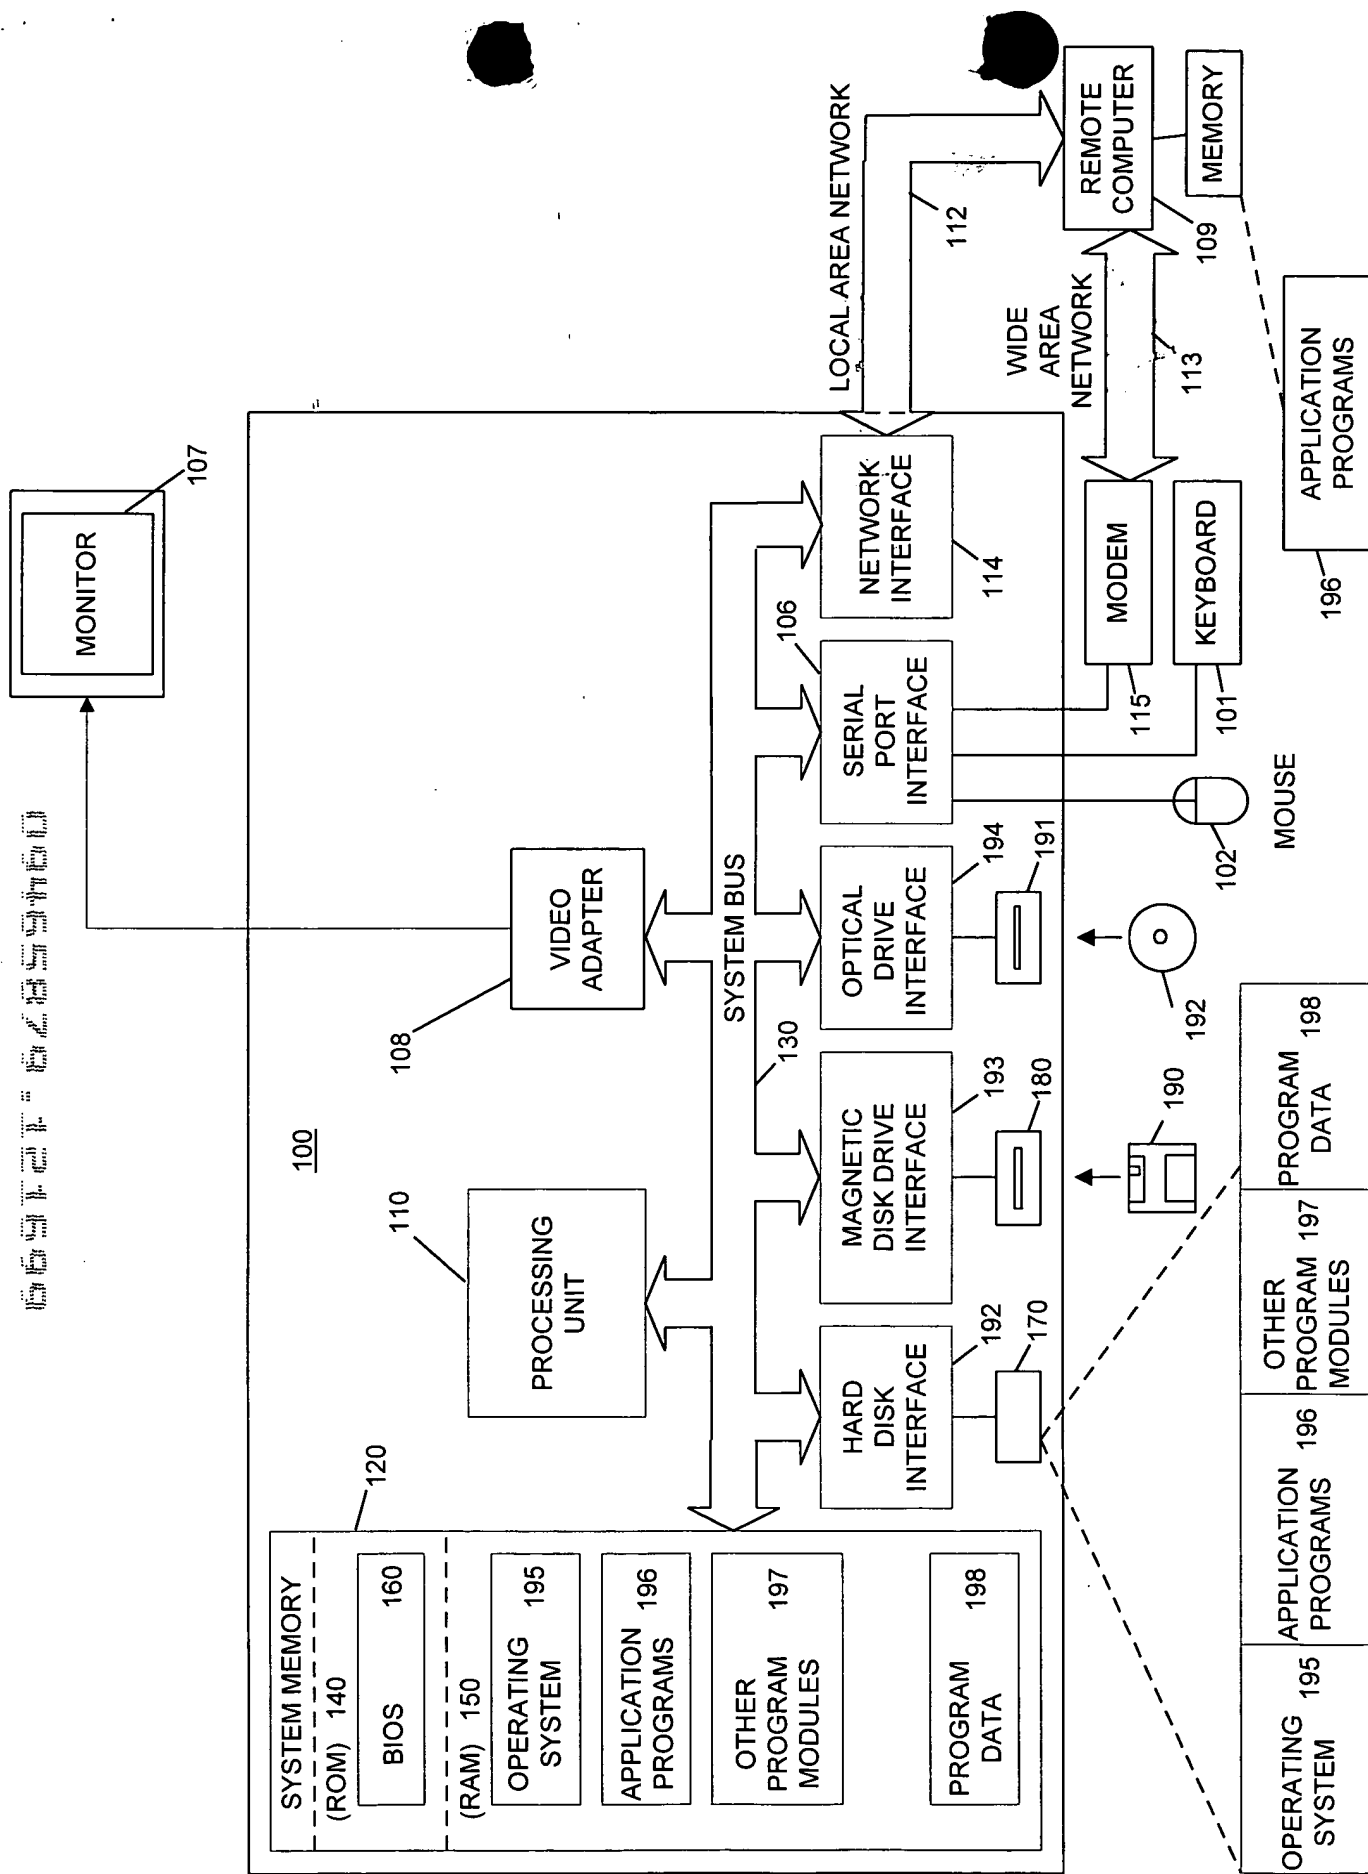 09465879.121699
MONITOR
107
100
SYSTEM MEMORY
120
(ROM) 140
BIOS 160
(RAM) 150
OPERATING
SYSTEM 195
APPLICATION
PROGRAMS 196
OTHER
PROGRAM
MODULES 197
PROGRAM
DATA 198
110
PROCESSING
UNIT
108
VIDEO
ADAPTER
SYSTEM BUS
130
HARD
DISK
INTERFACE
192
170
MAGNETIC
DISK DRIVE
INTERFACE
193
180
OPTICAL
DRIVE
INTERFACE
194
191
106
SERIAL
PORT
INTERFACE
NETWORK
INTERFACE
114
LOCAL AREA NETWORK
112
WIDE
AREA
NETWORK
113
REMOTE
COMPUTER
109
MEMORY
MODEM
115
KEYBOARD
101
102
MOUSE
192
190
APPLICATION
PROGRAMS
196
OPERATING
SYSTEM 195
APPLICATION
PROGRAMS 196
OTHER
PROGRAM
MODULES 197
PROGRAM
DATA 198